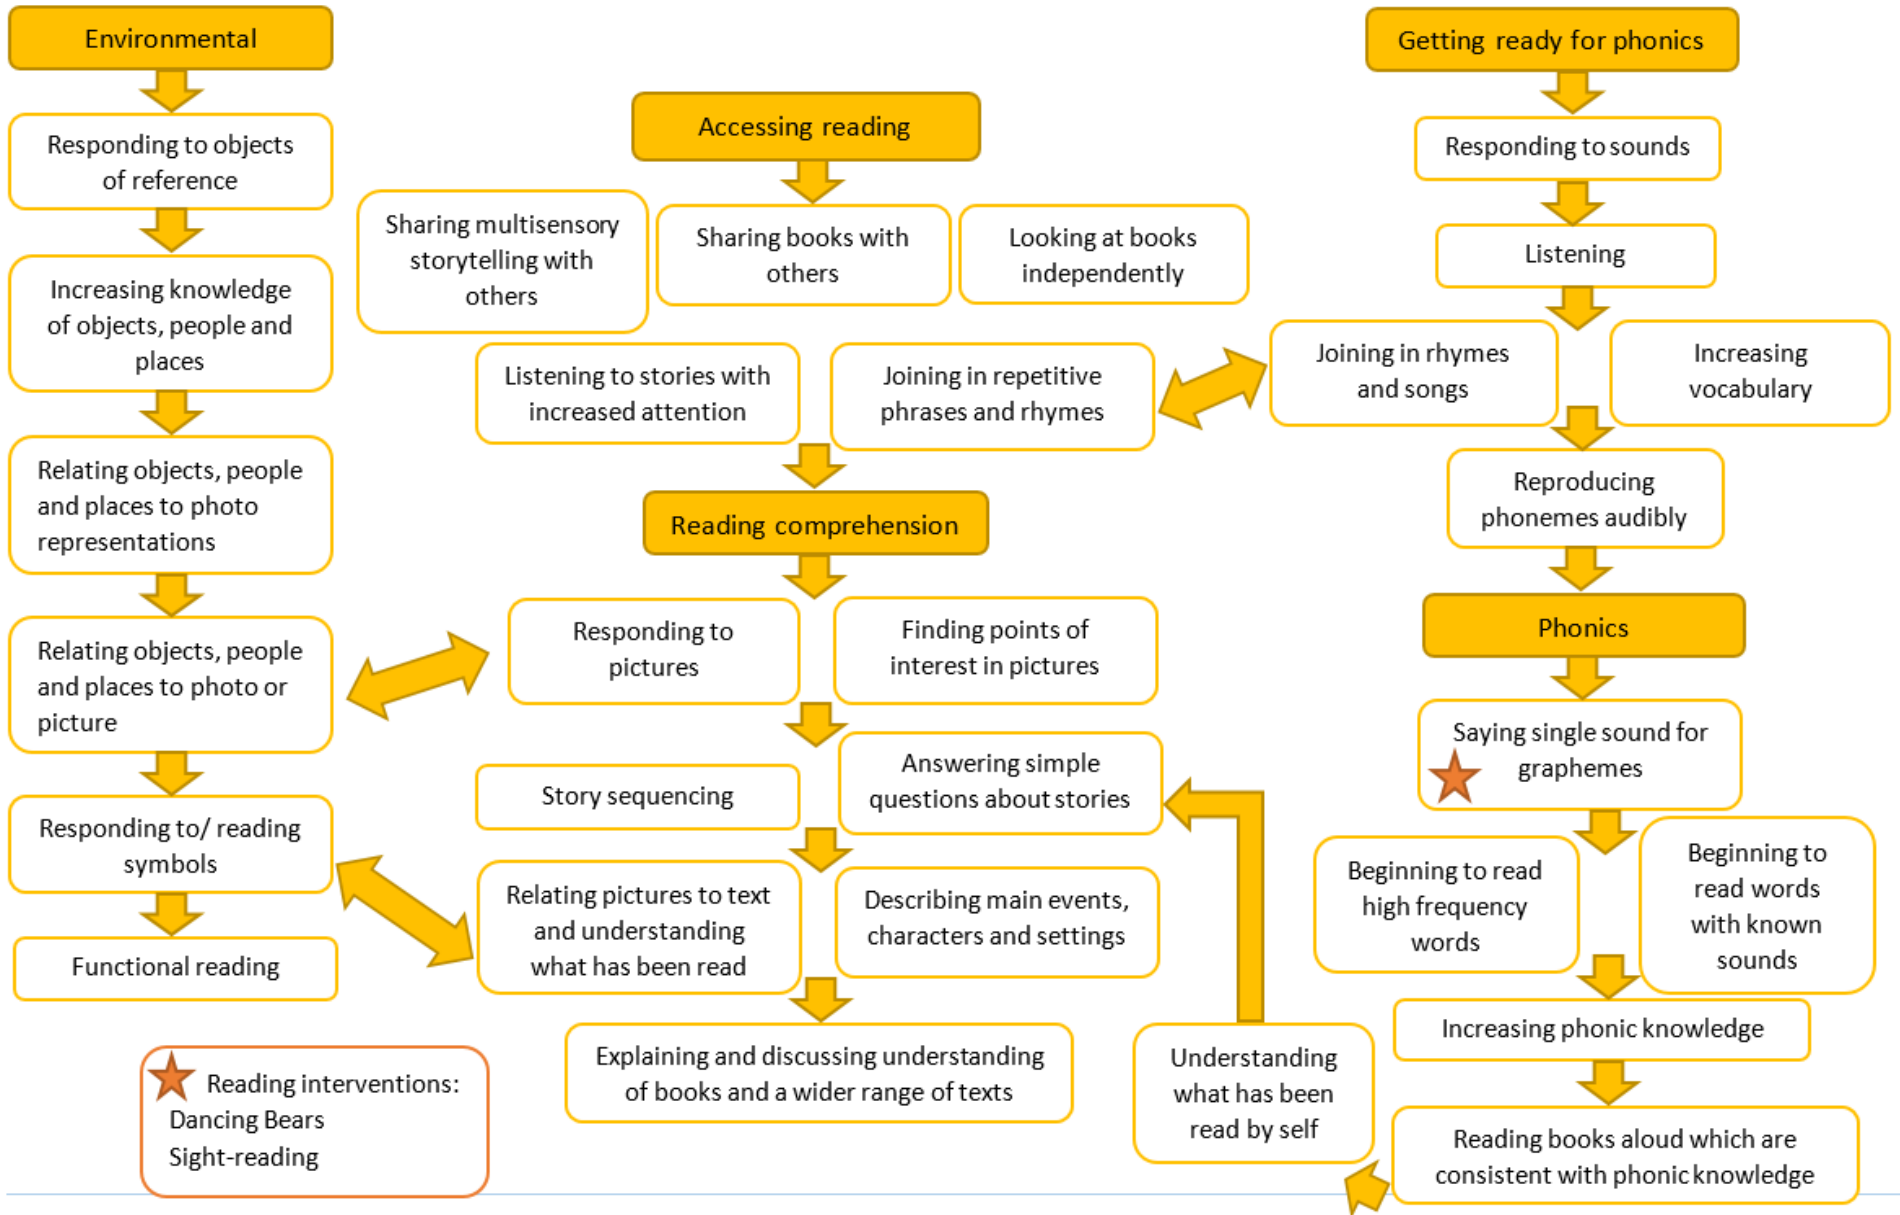 Environmental
Responding to objects
of reference
Increasing knowledge
of objects, people and
places
Relating objects, people
and places to photo
representations
Relating objects, people
and places to photo or
picture
Responding to/ reading
symbols
Functional reading
Reading interventions:
Dancing Bears
Sight-reading
Accessing reading
Sharing multisensory
storytelling with
others
Sharing books with
others
Looking at books
independently
Listening to stories with
increased attention
Joining in repetitive
phrases and rhymes
Reading comprehension
Responding to
pictures
Finding points of
interest in pictures
Story sequencing
Answering simple
questions about stories
Relating pictures to text
and understanding
what has been read
Describing main events,
characters and settings
Explaining and discussing understanding
of books and a wider range of texts
Getting ready for phonics
Responding to sounds
Listening
Joining in rhymes
and songs
Increasing
vocabulary
Reproducing
phonemes audibly
Phonics
Saying single sound for
graphemes
Beginning to read
high frequency
words
Beginning to
read words
with known
sounds
Increasing phonic knowledge
Reading books aloud which are
consistent with phonic knowledge
Understanding
what has been
read by self